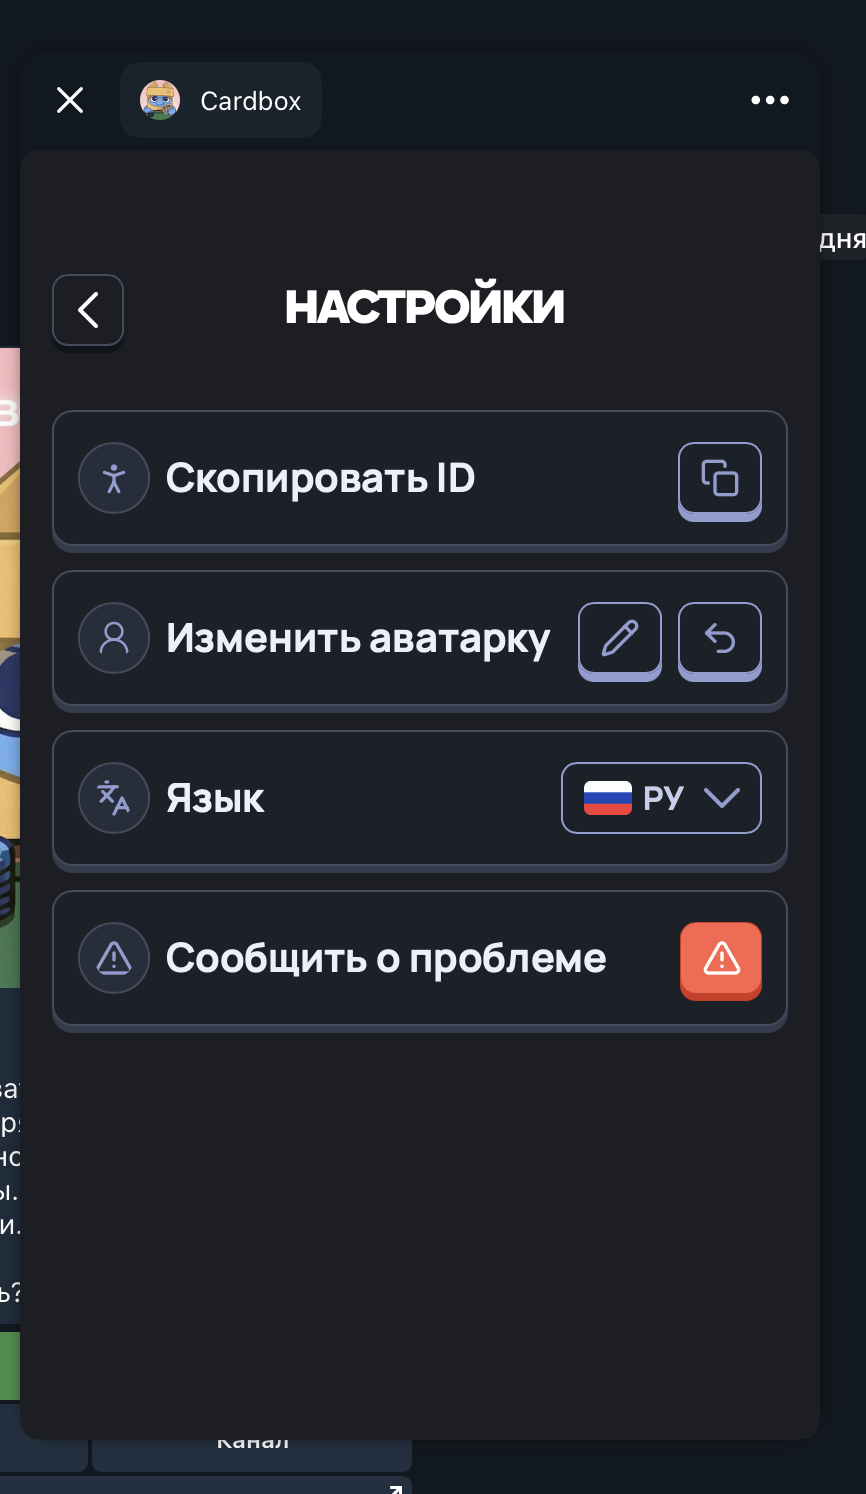 Cardbox
дня
НАСТРОЙКИ
Скопировать ID
Изменить аватарку
Язык
РУ
Сообщить о проблеме
Канал